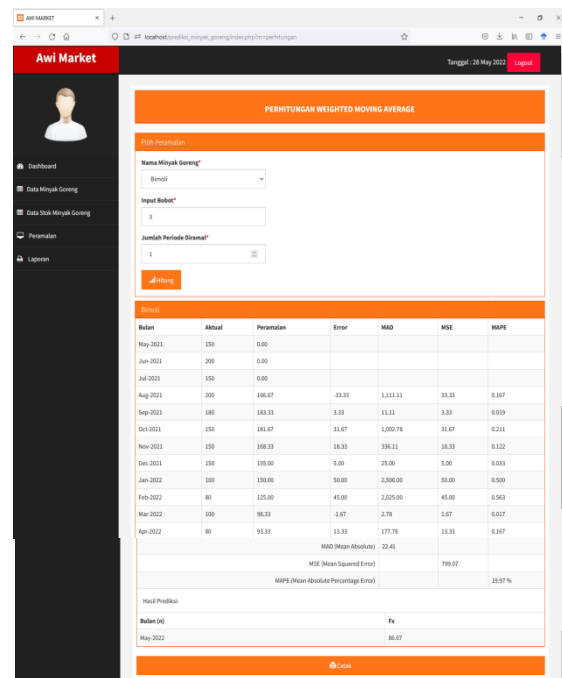 AWI MARKET
localhost/prediksi_minyak_goreng/index.php?m=perhitungan
Awi Market
Tanggal : 28 May 2022 Logout
Dashboard
Data Minyak Goreng
Data Stok Minyak Goreng
Peramalan
Laporan
PERHITUNGAN WEIGHTED MOVING AVERAGE
Pilih Peramalan
Nama Minyak Goreng*
Bimoli
Input Bobot*
3
Jumlah Periode Diramal*
1
Hitung
Bimoli
Bulan Aktual Peramalan Error MAD MSE MAPE
May-2021 150 0.00
Jun-2021 200 0.00
Jul-2021 150 0.00
Aug-2021 200 166.67 -33.33 1,111.11 33.33 0.167
Sep-2021 180 183.33 3.33 11.11 3.33 0.019
Oct-2021 150 181.67 31.67 1,002.78 31.67 0.211
Nov-2021 150 168.33 18.33 336.11 18.33 0.122
Dec-2021 150 155.00 5.00 25.00 5.00 0.033
Jan-2022 100 150.00 50.00 2,500.00 50.00 0.500
Feb-2022 80 125.00 45.00 2,025.00 45.00 0.563
Mar-2022 100 98.33 -1.67 2.78 1.67 0.017
Apr-2022 80 93.33 13.33 177.78 13.33 0.167
MAD (Mean Absolute) 22.41
MSE (Mean Squared Error) 799.07
MAPE (Mean Absolute Percentage Error) 19.97 %
Hasil Prediksi:
Bulan (n) Fx
May-2022 86.67
Cetak